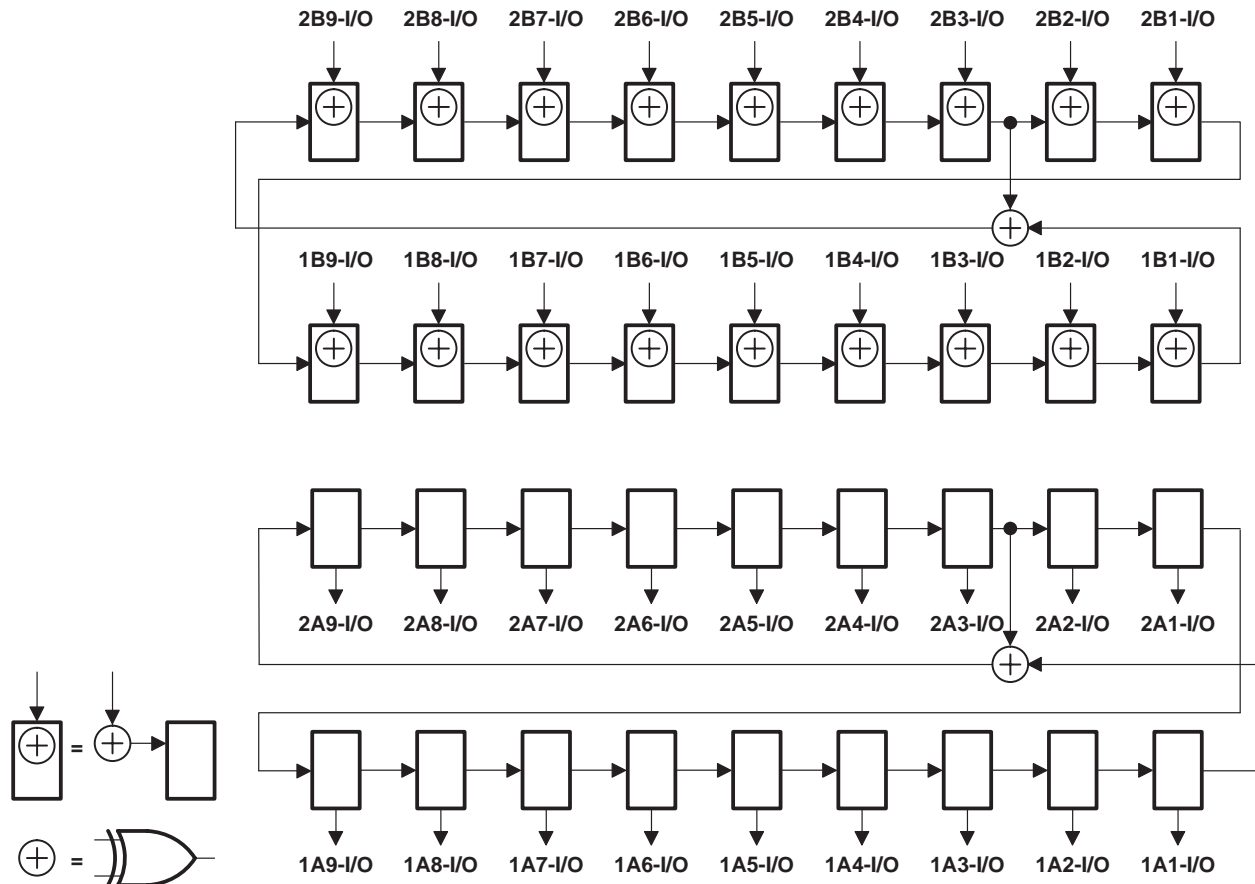 2B9-I/O 2B8-I/O 2B7-I/O 2B6-I/O 2B5-I/O 2B4-I/O 2B3-I/O 2B2-I/O 2B1-I/O
1B9-I/O 1B8-I/O 1B7-I/O 1B6-I/O 1B5-I/O 1B4-I/O 1B3-I/O 1B2-I/O 1B1-I/O
2A9-I/O 2A8-I/O 2A7-I/O 2A6-I/O 2A5-I/O 2A4-I/O 2A3-I/O 2A2-I/O 2A1-I/O
=
=
1A9-I/O 1A8-I/O 1A7-I/O 1A6-I/O 1A5-I/O 1A4-I/O 1A3-I/O 1A2-I/O 1A1-I/O